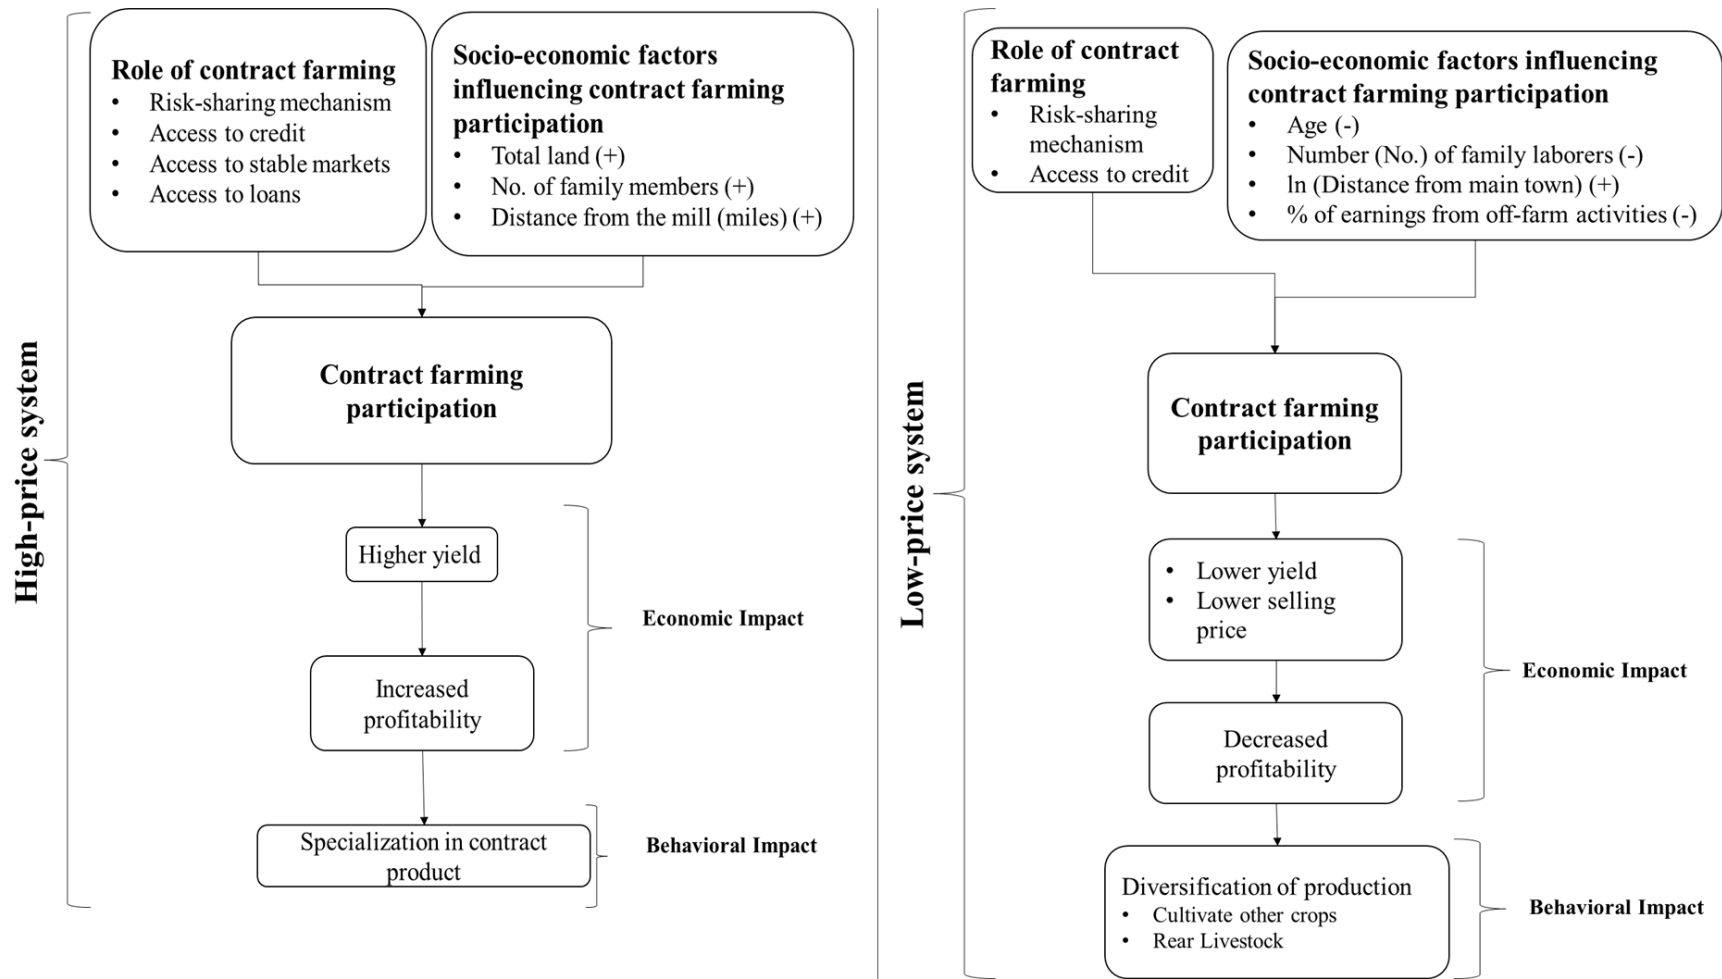 High-price system
Role of contract farming
• Risk-sharing mechanism
• Access to credit
• Access to stable markets
• Access to loans
Socio-economic factors
influencing contract farming
participation
• Total land (+)
• No. of family members (+)
• Distance from the mill (miles) (+)
Contract farming
participation
Higher yield
Increased
profitability
Economic Impact
Specialization in contract
product
Behavioral Impact
Low-price system
Role of contract
farming
• Risk-sharing
mechanism
• Access to credit
Socio-economic factors influencing
contract farming participation
• Age (-)
• Number (No.) of family laborers (-)
• ln (Distance from main town) (+)
• % of earnings from off-farm activities (-)
Contract farming
participation
• Lower yield
• Lower selling
price
Decreased
profitability
Economic Impact
Diversification of production
• Cultivate other crops
• Rear Livestock
Behavioral Impact